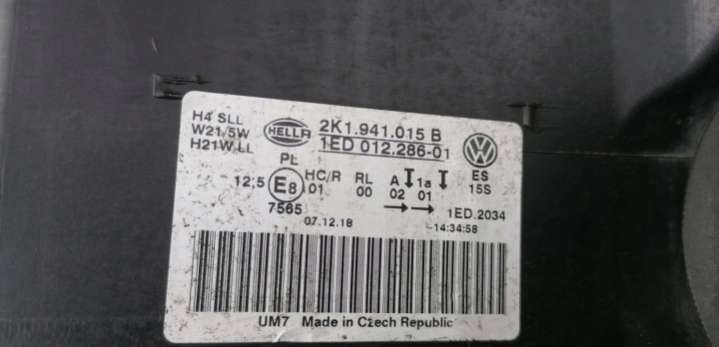 H4 SLL
W21/5W
H21W LL
HELLA
2K1.941.015 B
1ED 012.286-01
PL
ES
15S
12,5 E8 HC/R RL A 1a
01 00 02 01
7565
1ED.2034
07.12.18
14:34:58
UM7 Made in Czech Republic